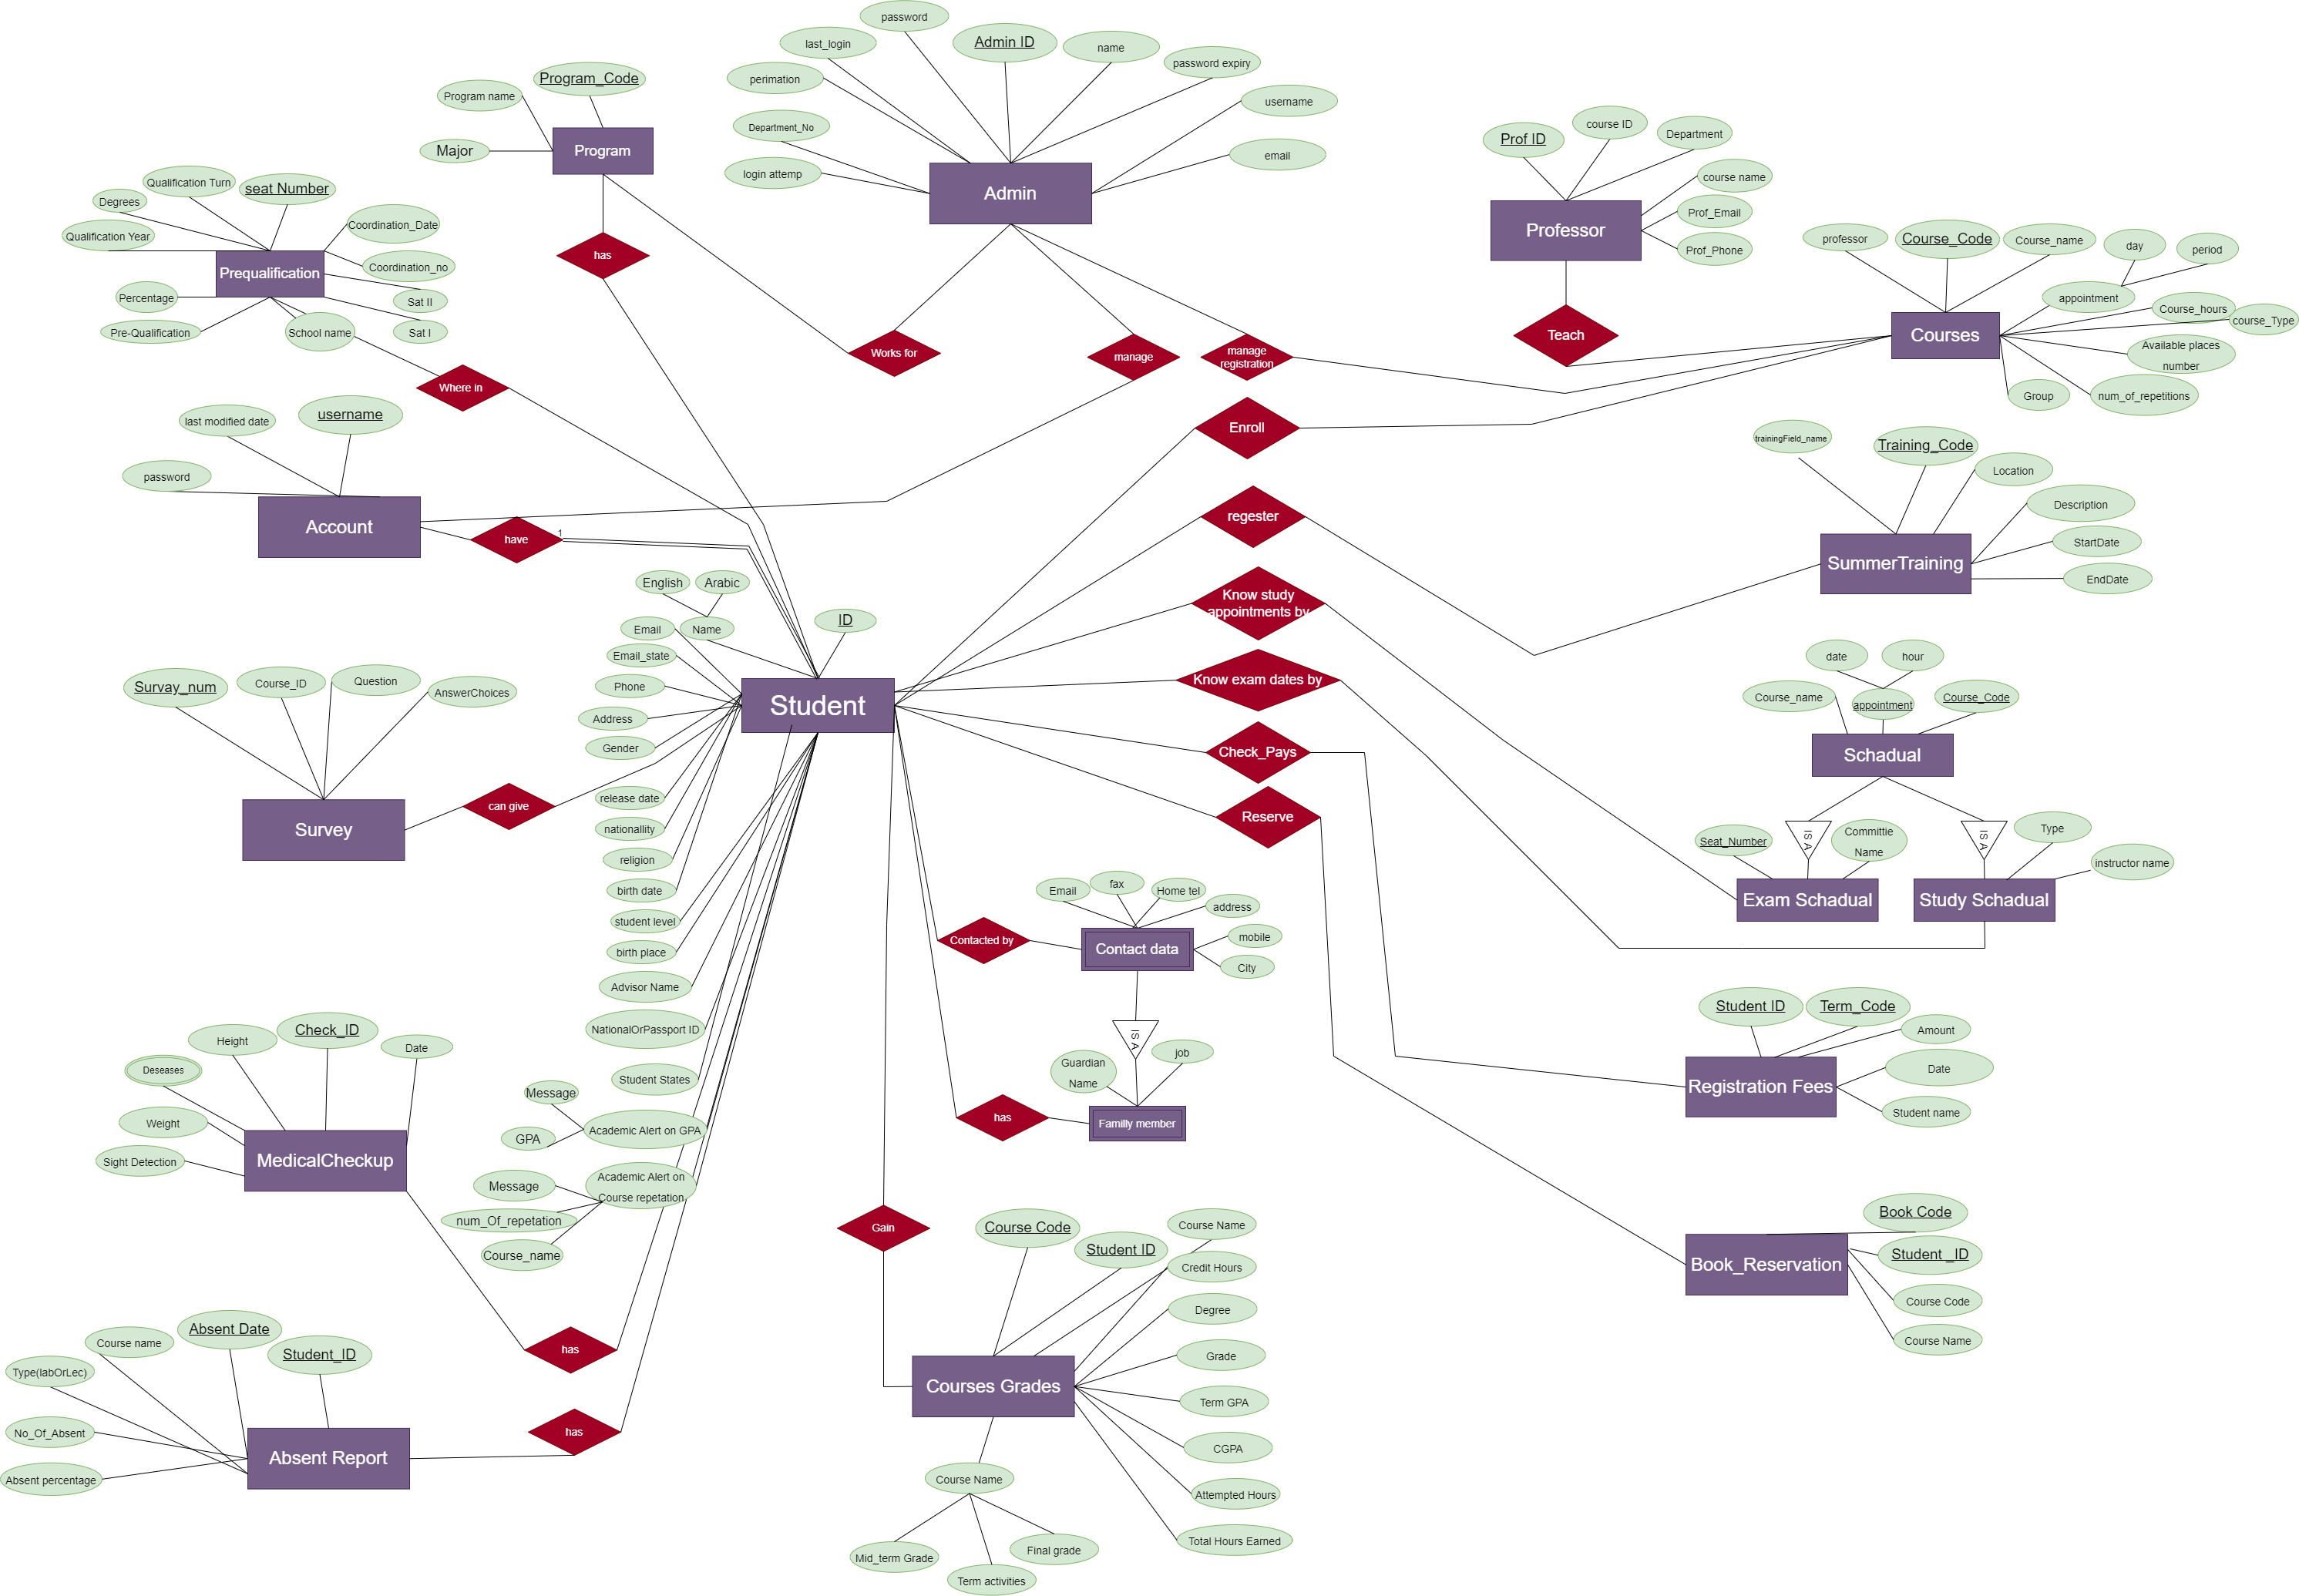 password
last_login
Admin ID
name
perimation
password expiry
username
Department_No
login attemp
email
Admin
Program_Code
Program name
Major
Program
has
Works for
manage
manage
registration
Prof ID
course ID
Department
course name
Prof_Email
Prof_Phone
Professor
Teach
professor
Course_Code
Course_name
day
period
appointment
Course_hours
course_Type
Available places
number
num_of_repetitions
Group
Courses
Qualification Turn
seat Number
Degrees
Qualification Year
Coordination_Date
Coordination_no
Prequalification
Percentage
Sat II
Pre-Qualification
School name
Sat I
Where in
last modified date
username
password
Account
have
1
Enroll
regester
Know study
appointments by
Know exam dates by
Check_Pays
Reserve
trainingField_name
Training_Code
Location
Description
StartDate
EndDate
SummerTraining
English
Arabic
Email
Name
ID
Email_state
Phone
Address
Gender
Student
release date
nationallity
religion
birth date
student level
birth place
Advisor Name
NationalOrPassport ID
Student States
Message
GPA
Academic Alert on GPA
Academic Alert on
Course repetation
Message
num_Of_repetation
Course_name
Survay_num
Course_ID
Question
AnswerChoices
Survey
can give
date
hour
Course_name
appointment
Course_Code
Schadual
IS A
IS A
Seat_Number
Committie
Name
Type
instructor name
Exam Schadual
Study Schadual
Email
fax
Home tel
address
mobile
City
Contacted by
Contact data
IS A
Guardian
Name
job
has
Familly member
Student ID
Term_Code
Amount
Date
Student name
Registration Fees
Height
Check_ID
Date
Deseases
Weight
Sight Detection
MedicalCheckup
has
Book Code
Student _ID
Course Code
Course Name
Book_Reservation
Gain
Course Code
Student ID
Course Name
Credit Hours
Degree
Grade
Term GPA
CGPA
Attempted Hours
Total Hours Earned
Courses Grades
Course Name
Mid_term Grade
Term activities
Final grade
Absent Date
Student_ID
Course name
Type(labOrLec)
No_Of_Absent
Absent percentage
Absent Report
has